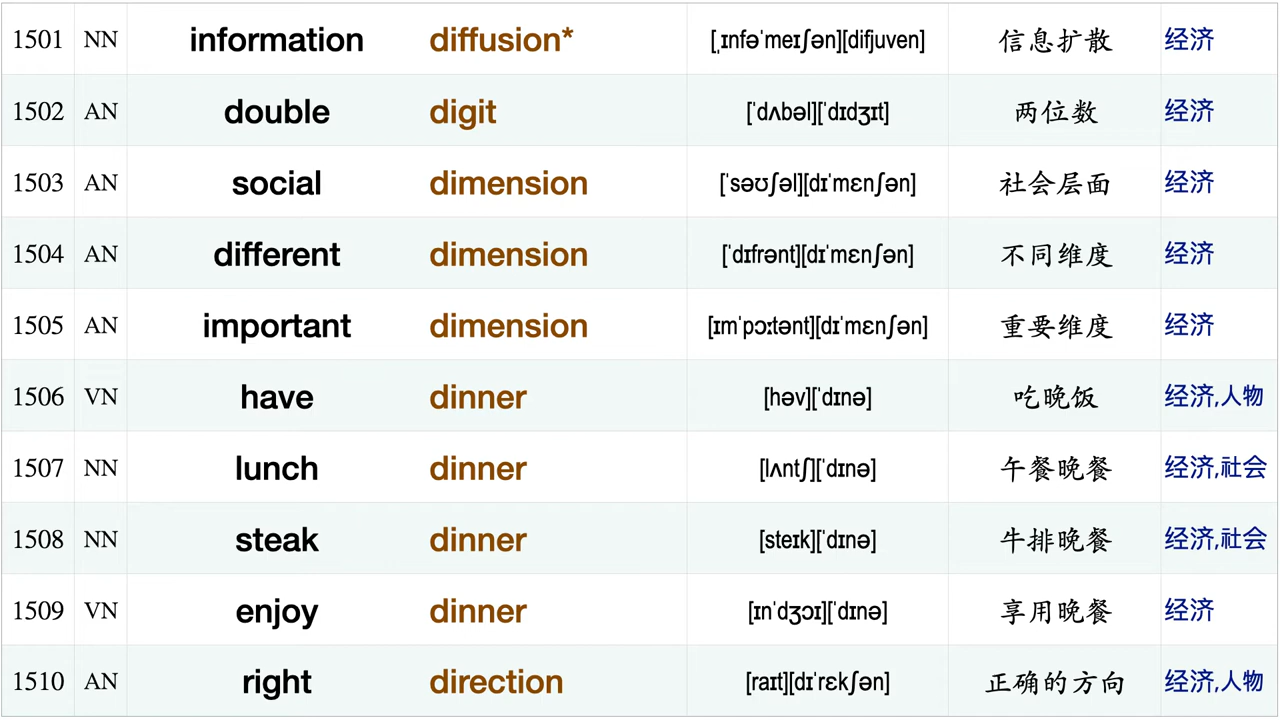 1501 NN information diffusion* [ˌɪnfəˈmeɪʃən][difjuven] 信息扩散 经济
1502 AN double digit [ˈdʌbəl][ˈdɪdʒɪt] 两位数 经济
1503 AN social dimension [ˈsəʊʃəl][dɪˈmɛnʃən] 社会层面 经济
1504 AN different dimension [ˈdɪfrənt][dɪˈmɛnʃən] 不同维度 经济
1505 AN important dimension [ɪmˈpɔːtənt][dɪˈmɛnʃən] 重要维度 经济
1506 VN have dinner [həv][ˈdɪnə] 吃晚饭 经济,人物
1507 NN lunch dinner [lʌntʃ][ˈdɪnə] 午餐晚餐 经济,社会
1508 NN steak dinner [steɪk][ˈdɪnə] 牛排晚餐 经济,社会
1509 VN enjoy dinner [ɪnˈdʒɔɪ][ˈdɪnə] 享用晚餐 经济
1510 AN right direction [raɪt][dɪˈrɛkʃən] 正确的方向 经济,人物